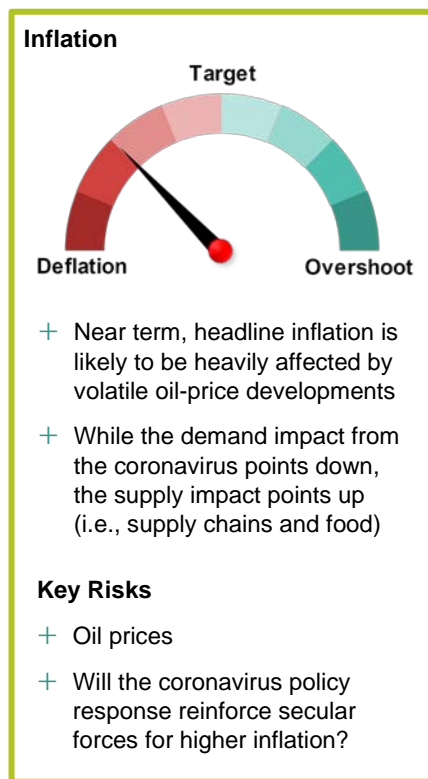 Inflation
Target
Deflation
Overshoot
+ Near term, headline inflation is
likely to be heavily affected by
volatile oil-price developments
+ While the demand impact from
the coronavirus points down,
the supply impact points up
(i.e., supply chains and food)
Key Risks
+ Oil prices
+ Will the coronavirus policy
response reinforce secular
forces for higher inflation?